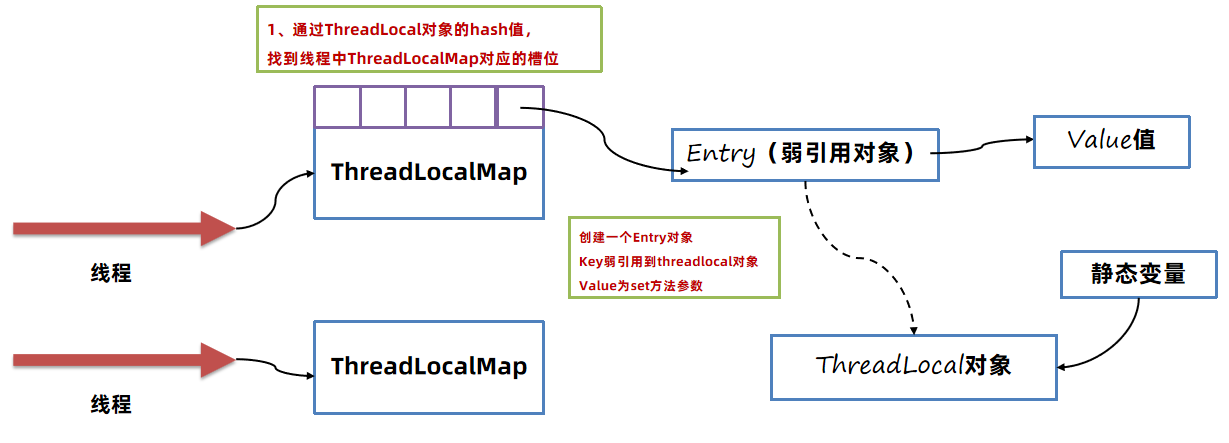 1、通过ThreadLocal对象的hash值，
找到线程中ThreadLocalMap对应的槽位
ThreadLocalMap
Entry（弱引用对象）
Value值
线程
创建一个Entry对象
Key弱引用到threadlocal对象
Value为set方法参数
静态变量
ThreadLocalMap
ThreadLocal对象
线程